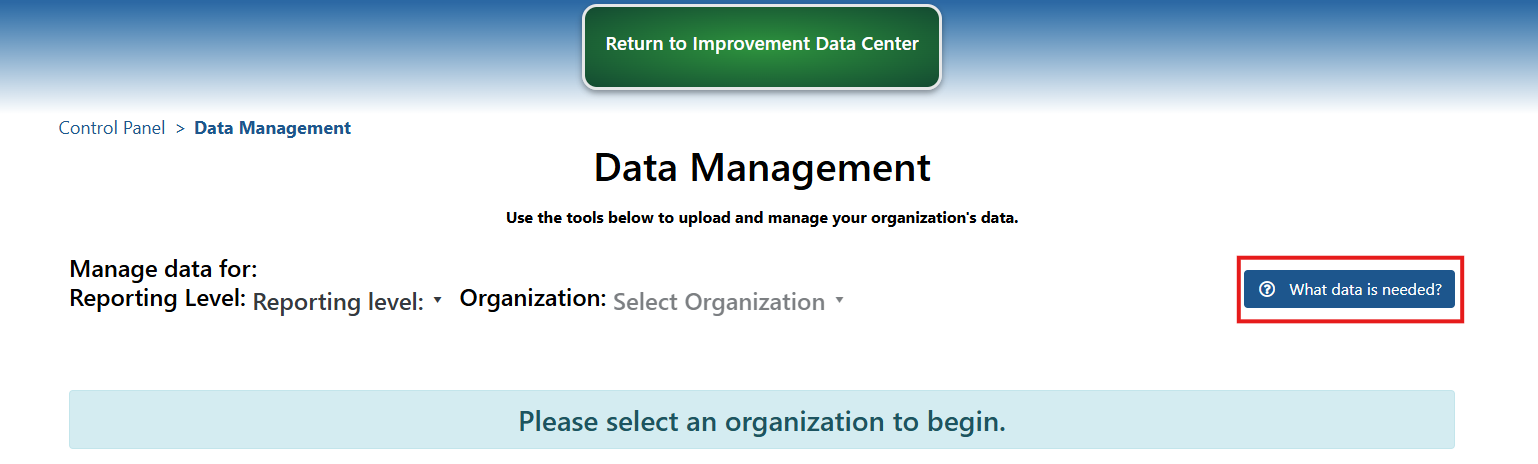 Return to Improvement Data Center
Control Panel > Data Management
Data Management
Use the tools below to upload and manage your organization's data.
Manage data for:
Reporting Level: Reporting level: Organization: Select Organization
What data is needed?
Please select an organization to begin.